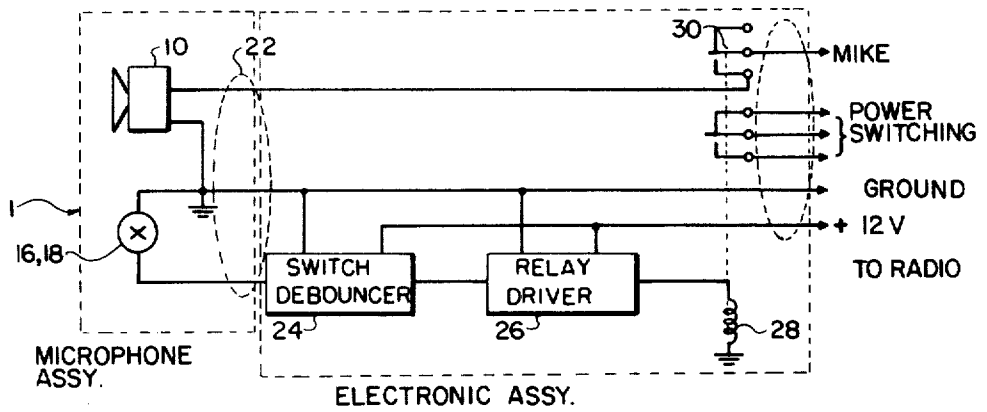 10
22
30
MIKE
POWER
SWITCHING
GROUND
+ 12 V
TO RADIO
1
16,18
SWITCH
DEBOUNCER
24
RELAY
DRIVER
26
28
MICROPHONE
ASSY.
ELECTRONIC ASSY.